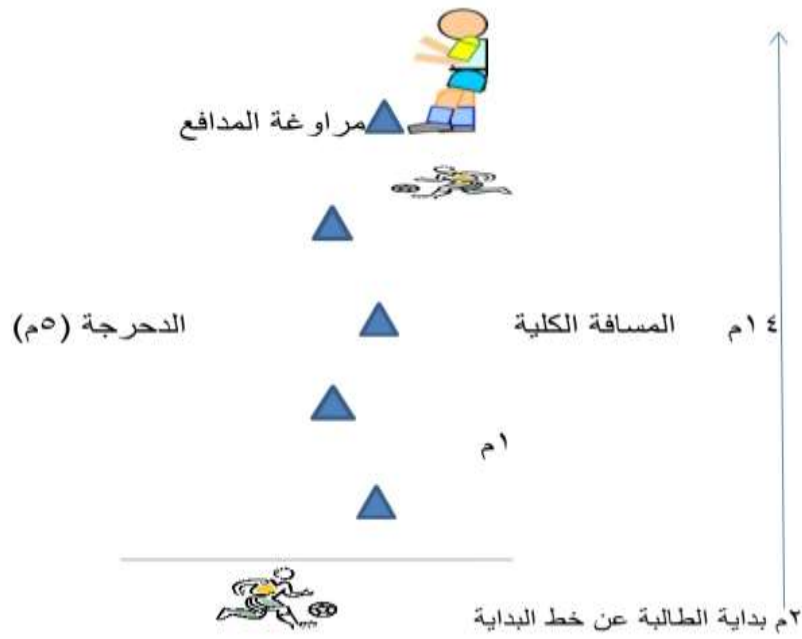 مراوغة المدافع
١٤م
المسافة الكلية
الدحرجة (٥م)
١م
٢م بداية الطالبة عن خط البداية